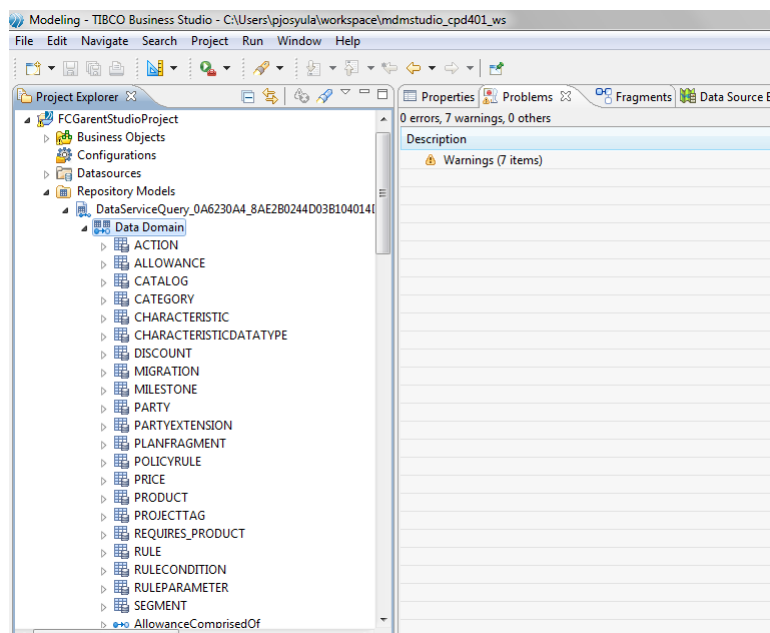 Modeling - TIBCO Business Studio - C:\Users\pjosyula\workspace\mdmstudio_cpd401_ws
File Edit Navigate Search Project Run Window Help
Project Explorer
Properties Problems Fragments Data Source E
0 errors, 7 warnings, 0 others
Description
Warnings (7 items)
FCGarentStudioProject
Business Objects
Configurations
Datasources
Repository Models
DataServiceQuery_0A6230A4_8AE2B0244D03B104014D
Data Domain
ACTION
ALLOWANCE
CATALOG
CATEGORY
CHARACTERISTIC
CHARACTERISTICDATATYPE
DISCOUNT
MIGRATION
MILESTONE
PARTY
PARTYEXTENSION
PLANFRAGMENT
POLICYRULE
PRICE
PRODUCT
PROJECTTAG
REQUIRES_PRODUCT
RULE
RULECONDITION
RULEPARAMETER
SEGMENT
AllowanceComprisedOf